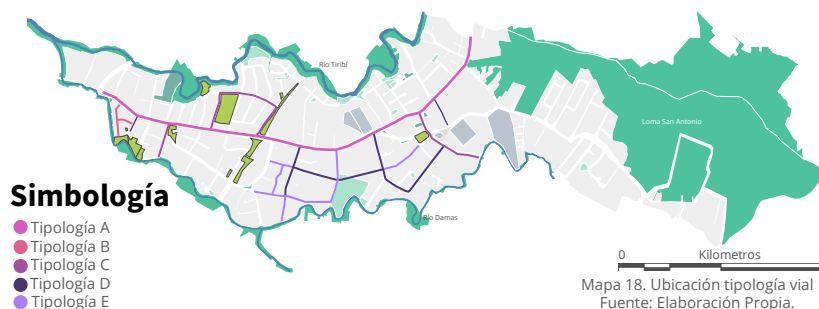 Río Tiribí
Loma San Antonio
Río Damas
Simbología
Tipología A
Tipología B
Tipología C
Tipología D
Tipología E
0 Kilometros
Mapa 18. Ubicación tipología vial
Fuente: Elaboración Propia.